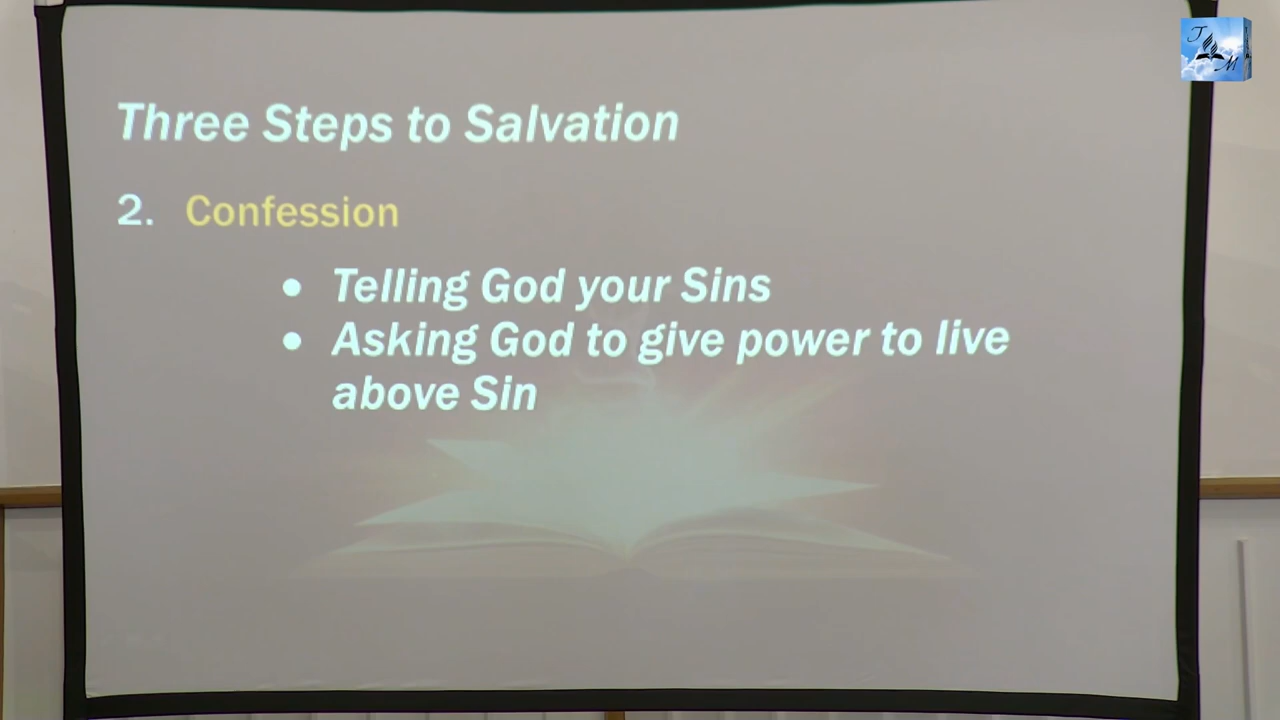 Three Steps to Salvation
2. Confession
• Telling God your Sins
• Asking God to give power to live
above Sin
J
M